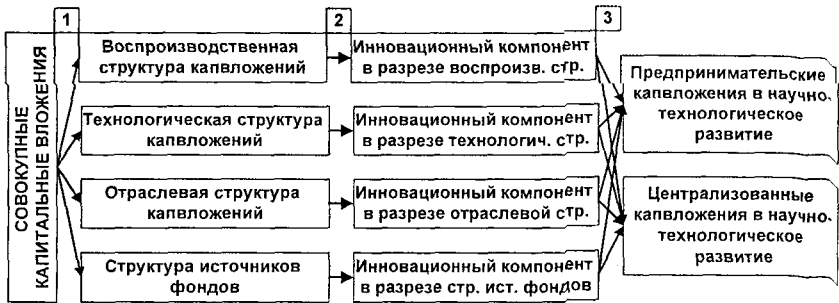 1
2
3
СОВОКУПНЫЕ
КАПИТАЛЬНЫЕ ВЛОЖЕНИЯ
Воспроизводственная
структура капвложений
Инновационный компонент
в разрезе воспроизв. стр.
Технологическая структура
капвложений
Инновационный компонент
в разрезе технологич. стр.
Отраслевая структура
капвложений
Инновационный компонент
в разрезе отраслевой стр.
Структура источников
фондов
Инновационный компонент
в разрезе стр. ист. фондов
Предпринимательские
капвложения в научно-
технологическое
развитие
Централизованные
капвложения в научно-
технологическое
развитие